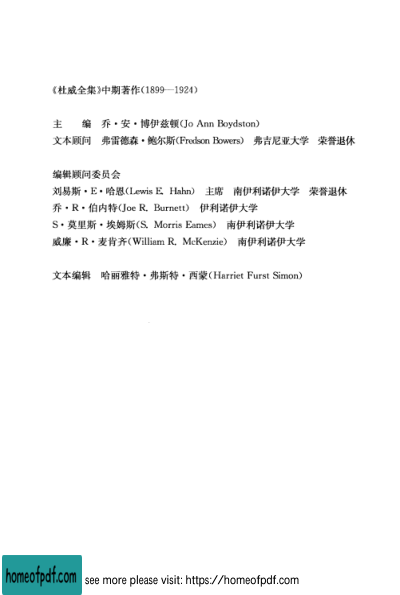 《杜威全集》中期著作(1899—1924)
主　　编　乔·安·博伊兹顿(Jo Ann Boydston)
文本顾问　弗雷德森·鲍尔斯(Fredson Bowers)　弗吉尼亚大学　荣誉退休
编辑顾问委员会
刘易斯·E·哈恩(Lewis E. Hahn)　主席　南伊利诺伊大学　荣誉退休
乔·R·伯内特(Joe R. Burnett)　伊利诺伊大学
S·莫里斯·埃姆斯(S. Morris Eames)　南伊利诺伊大学
威廉·R·麦肯齐(William R. McKenzie)　南伊利诺伊大学
文本编辑　哈丽雅特·弗斯特·西蒙(Harriet Furst Simon)
homeofpdf.com
see more please visit: https://homeofpdf.com